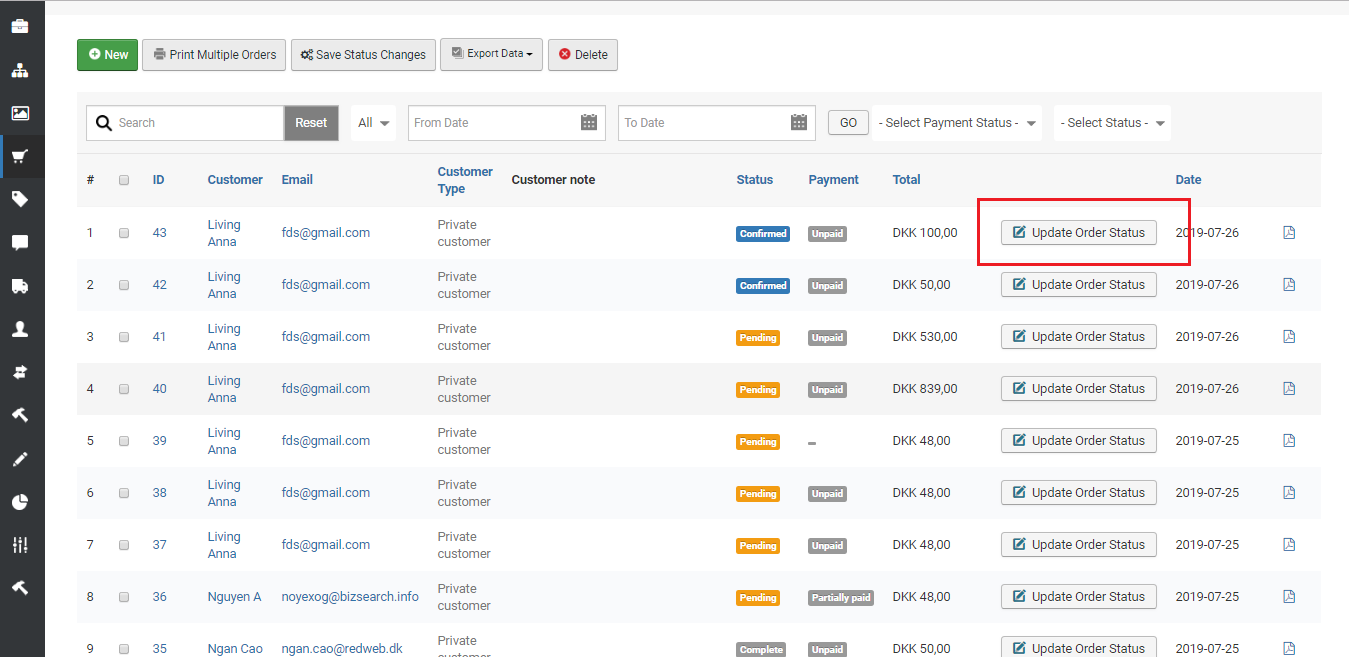 New Print Multiple Orders Save Status Changes Export Data Delete
Search Reset All From Date To Date GO - Select Payment Status - - Select Status -
# ID Customer Email Customer Type Customer note Status Payment Total Date
1 43 Living Anna fds@gmail.com Private customer Confirmed Unpaid DKK 100,00 Update Order Status 2019-07-26
2 42 Living Anna fds@gmail.com Private customer Confirmed Unpaid DKK 50,00 Update Order Status 2019-07-26
3 41 Living Anna fds@gmail.com Private customer Pending Unpaid DKK 530,00 Update Order Status 2019-07-26
4 40 Living Anna fds@gmail.com Private customer Pending Unpaid DKK 839,00 Update Order Status 2019-07-26
5 39 Living Anna fds@gmail.com Private customer Pending – DKK 48,00 Update Order Status 2019-07-25
6 38 Living Anna fds@gmail.com Private customer Pending Unpaid DKK 48,00 Update Order Status 2019-07-25
7 37 Living Anna fds@gmail.com Private customer Pending Unpaid DKK 48,00 Update Order Status 2019-07-25
8 36 Nguyen A noyexog@bizsearch.info Private customer Pending Partially paid DKK 48,00 Update Order Status 2019-07-25
9 35 Ngan Cao ngan.cao@redweb.dk Private customer Complete Unpaid DKK 50,00 Update Order Status 2019-07-25